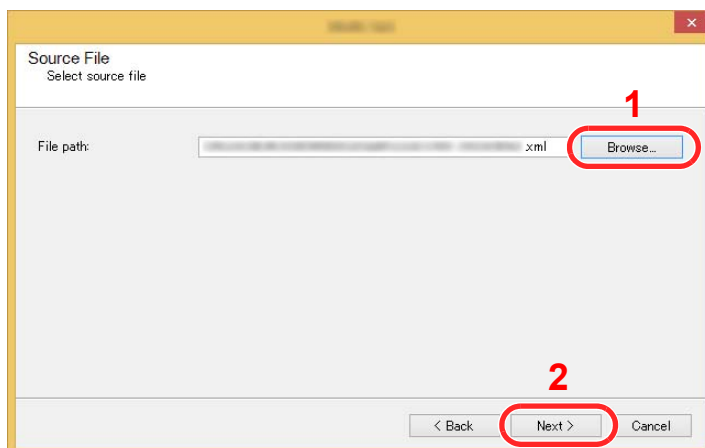 Source File
Select source file
1
File path: .xml Browse...
2
< Back Next > Cancel